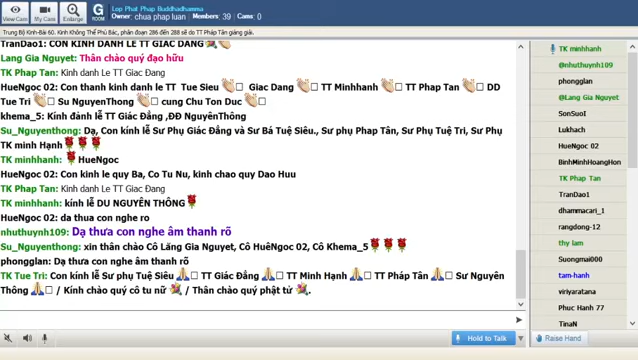 View Cam
My Cam
Enlarge
G
ROOM
Lop Phat Phap Buddhadhamma
Owner: chua phap luan / Members: 39 / Cams: 0
Trung Bộ Kinh-Bài 60. Kinh Không Thể Phủ Bác, phân đoạn 286 đến 288 sẽ do TT Pháp Tân giảng giải.
TranDao1: CON KINH DANH LE TT GIAC DANG
Lang Gia Nguyet: Thân chào quý đạo hữu
TK Phap Tan: Kinh danh Le TT Giac Đang
HueNgoc 02: Con thanh kinh danh le TT Tue Sieu Giac Dang TT Minhhanh TT Phap Tan DD
Tue Tri Su NguyenThong cung Chu Ton Duc
khema_5: Kính đảnh lễ TT Giác Đẳng,ĐĐ NguyênThông
Su_Nguyenthong: Dạ, Con kính lễ Sư Phụ Giác Đẳng và Sư Bá Tuệ Siêu., Sư phụ Pháp Tân, Sư Phụ Tuệ Tri, Sư Phụ
TK minh Hạnh
TK minhhanh: HueNgoc
HueNgoc 02: Con kinh le quy Ba, Co Tu Nu, kinh chao quy Dao Huu
TK Phap Tan: Kinh danh Le TT Giac Đang
TK minhhanh: kính lễ DU NGUYÊN THÔNG
HueNgoc 02: da thua con nghe ro
nhuthuynh109: Dạ thưa con nghe âm thanh rõ
Su_Nguyenthong: xin thân chào Cô Lăng Gia Nguyet, Cô HuêNgoc 02, Cô Khema_5
phongglan: Dạ thưa con nghe âm thanh rõ
TK Tue Tri: Con kính lễ Sư phụ Tuệ Siêu TT Giác Đẳng TT Minh Hạnh TT Pháp Tân Sư Nguyên
Thông / Kính chào quý cô tu nữ / Thân chào quý phật tử .
Hold to Talk
TK minhhanh
@nhuthuynh109
phongglan
@Lang Gia Nguyet
SonSuoI
Lukhach
HueNgoc 02
BinhMinhHoangHon
TK Phap Tan
TranDao1
dhammacari_1
rangdong-12
thy lam
Suongmai000
tam-hanh
viriyaratana
Phuc Hanh 77
TinaN
Raise Hand